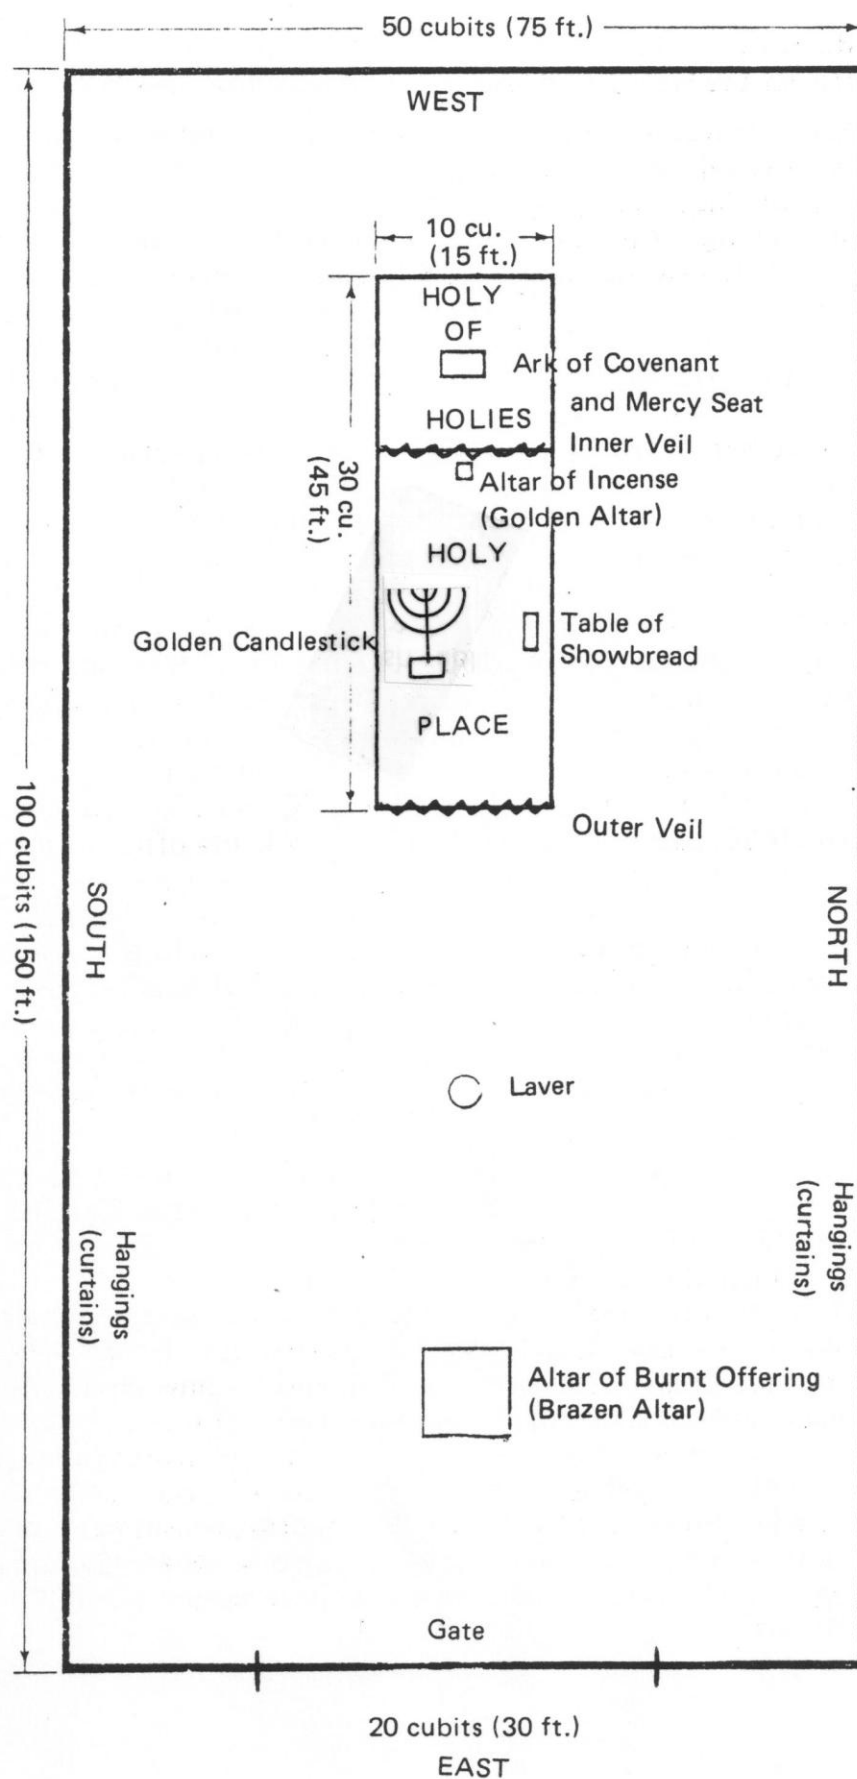 50 cubits (75 ft.)
WEST
10 cu.
(15 ft.)
HOLY
OF
Ark of Covenant
and Mercy Seat
HOLIES
Inner Veil
30 cu.
(45 ft.)
Altar of Incense
(Golden Altar)
HOLY
Golden Candlestick
Table of
Showbread
PLACE
Outer Veil
100 cubits (150 ft.)
SOUTH
NORTH
Laver
Hangings
(curtains)
Hangings
(curtains)
Altar of Burnt Offering
(Brazen Altar)
Gate
20 cubits (30 ft.)
EAST